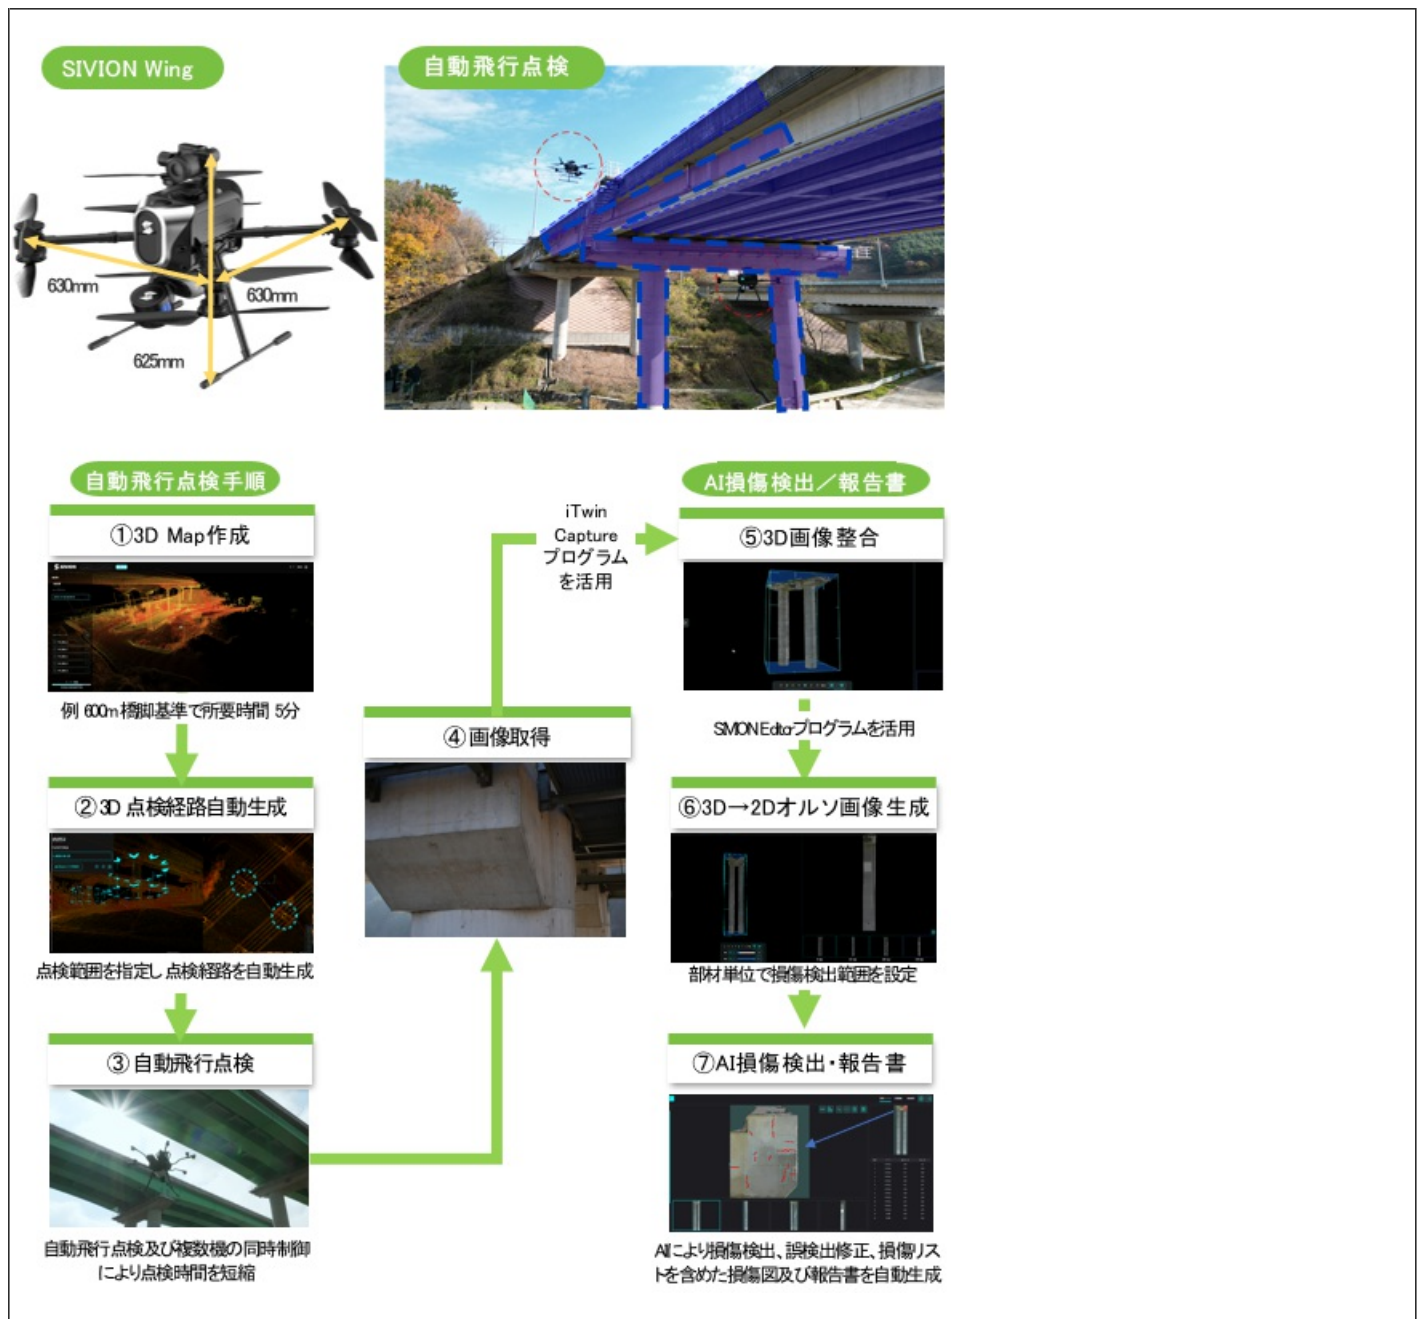 SIVION Wing
自動飛行点検
630mm
630mm
625mm
自動飛行点検手順
①3D Map作成
例 600m橋脚基準で所要時間 5分
②3D 点検経路自動生成
点検範囲を指定し 点検経路を自動生成
③自動飛行点検
自動飛行点検及び複数機の同時制御
により点検時間を短縮
④画像取得
iTwin
Capture
プログラム
を活用
AI損傷検出／報告書
⑤3D画像整合
SIVIONEditorプログラムを活用
⑥3D→2Dオルソ画像生成
部材単位で損傷検出範囲を設定
⑦AI損傷検出・報告書
AIにより損傷検出、誤検出修正、損傷リス
トを含めた損傷図及び報告書を自動生成